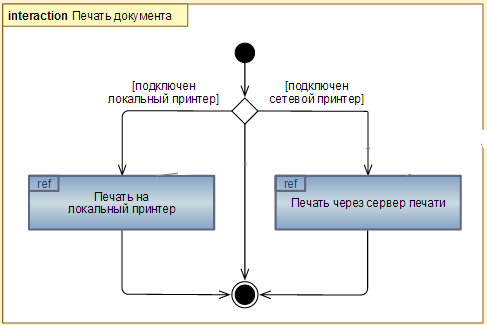 interaction Печать документа
[подключен
локальный принтер]
[подключен
сетевой принтер]
ref
Печать на
локальный принтер
ref
Печать через сервер печати